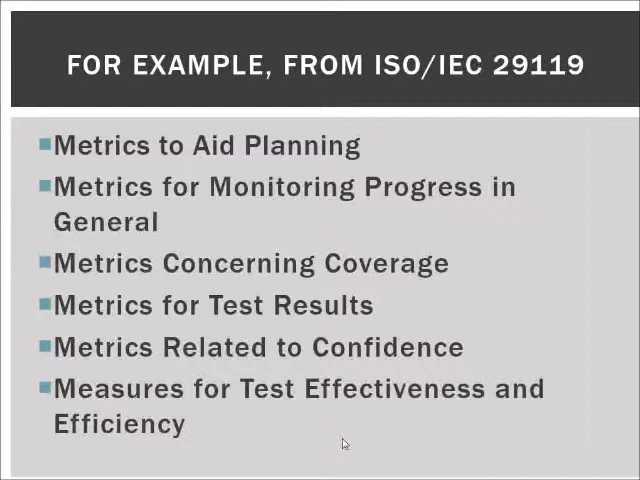 FOR EXAMPLE, FROM ISO/IEC 29119
Metrics to Aid Planning
Metrics for Monitoring Progress in
General
Metrics Concerning Coverage
Metrics for Test Results
Metrics Related to Confidence
Measures for Test Effectiveness and
Efficiency